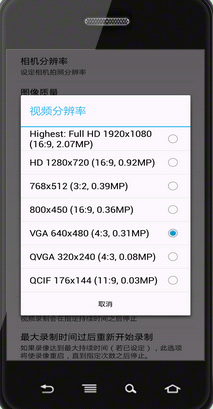 相机分辨率
设定相机拍照分辨率
图像质量
视频分辨率
Highest: Full HD 1920x1080
(16:9, 2.07MP)
HD 1280x720 (16:9, 0.92MP)
768x512 (3:2, 0.39MP)
800x450 (16:9, 0.36MP)
VGA 640x480 (4:3, 0.31MP)
QVGA 320x240 (4:3, 0.08MP)
QCIF 176x144 (11:9, 0.03MP)
取消
最大录制时间过后重新开始录制
如果录像达到最大持续时间（若已设定），此选项
将使录像重启，直到指定次数之后停止。